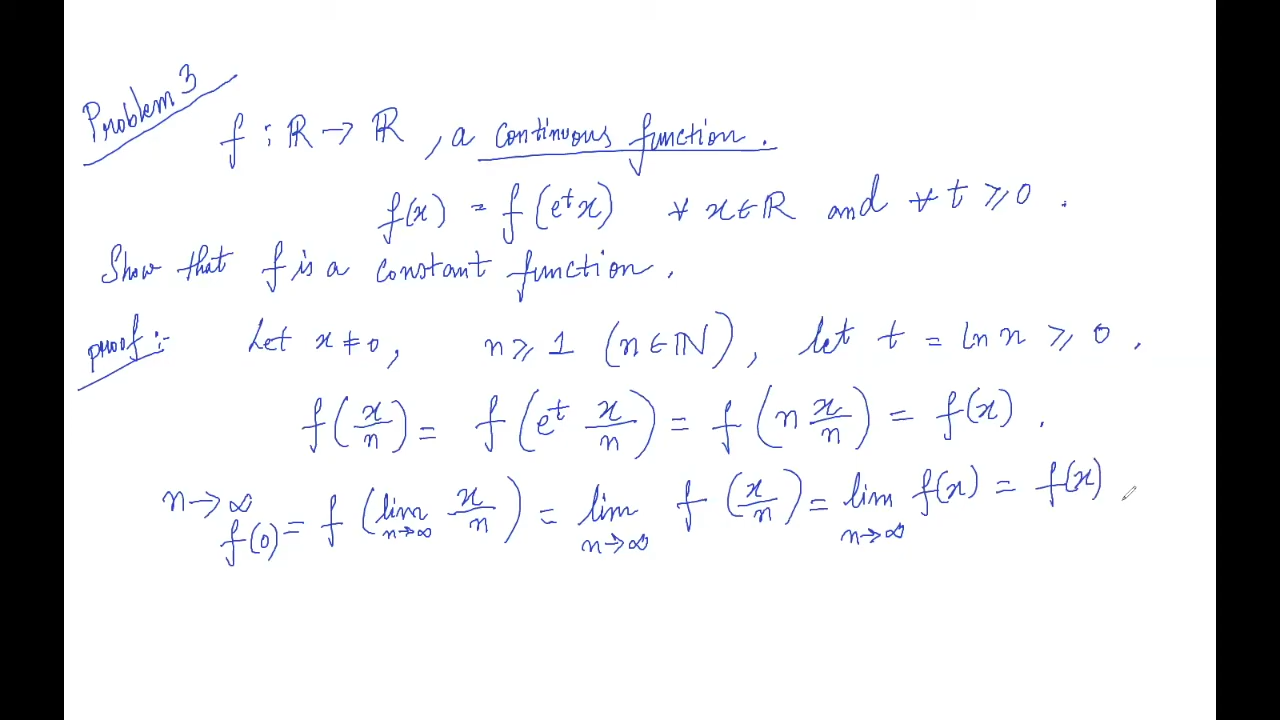 Problem 3
f : ℝ → ℝ , a continuous function .
f(x) = f(e^t x) ∀ x ∈ ℝ and ∀ t ⩾ 0 .
Show that f is a constant function .
proof :- Let x ≠ 0 , n ⩾ 1 (n ∈ ℕ) , let t = ln n ⩾ 0 .
f(x/n) = f(e^t x/n) = f(n x/n) = f(x) .
n → ∞
f(0) = f(lim_{n→∞} x/n) = lim_{n→∞} f(x/n) = lim_{n→∞} f(x) = f(x)